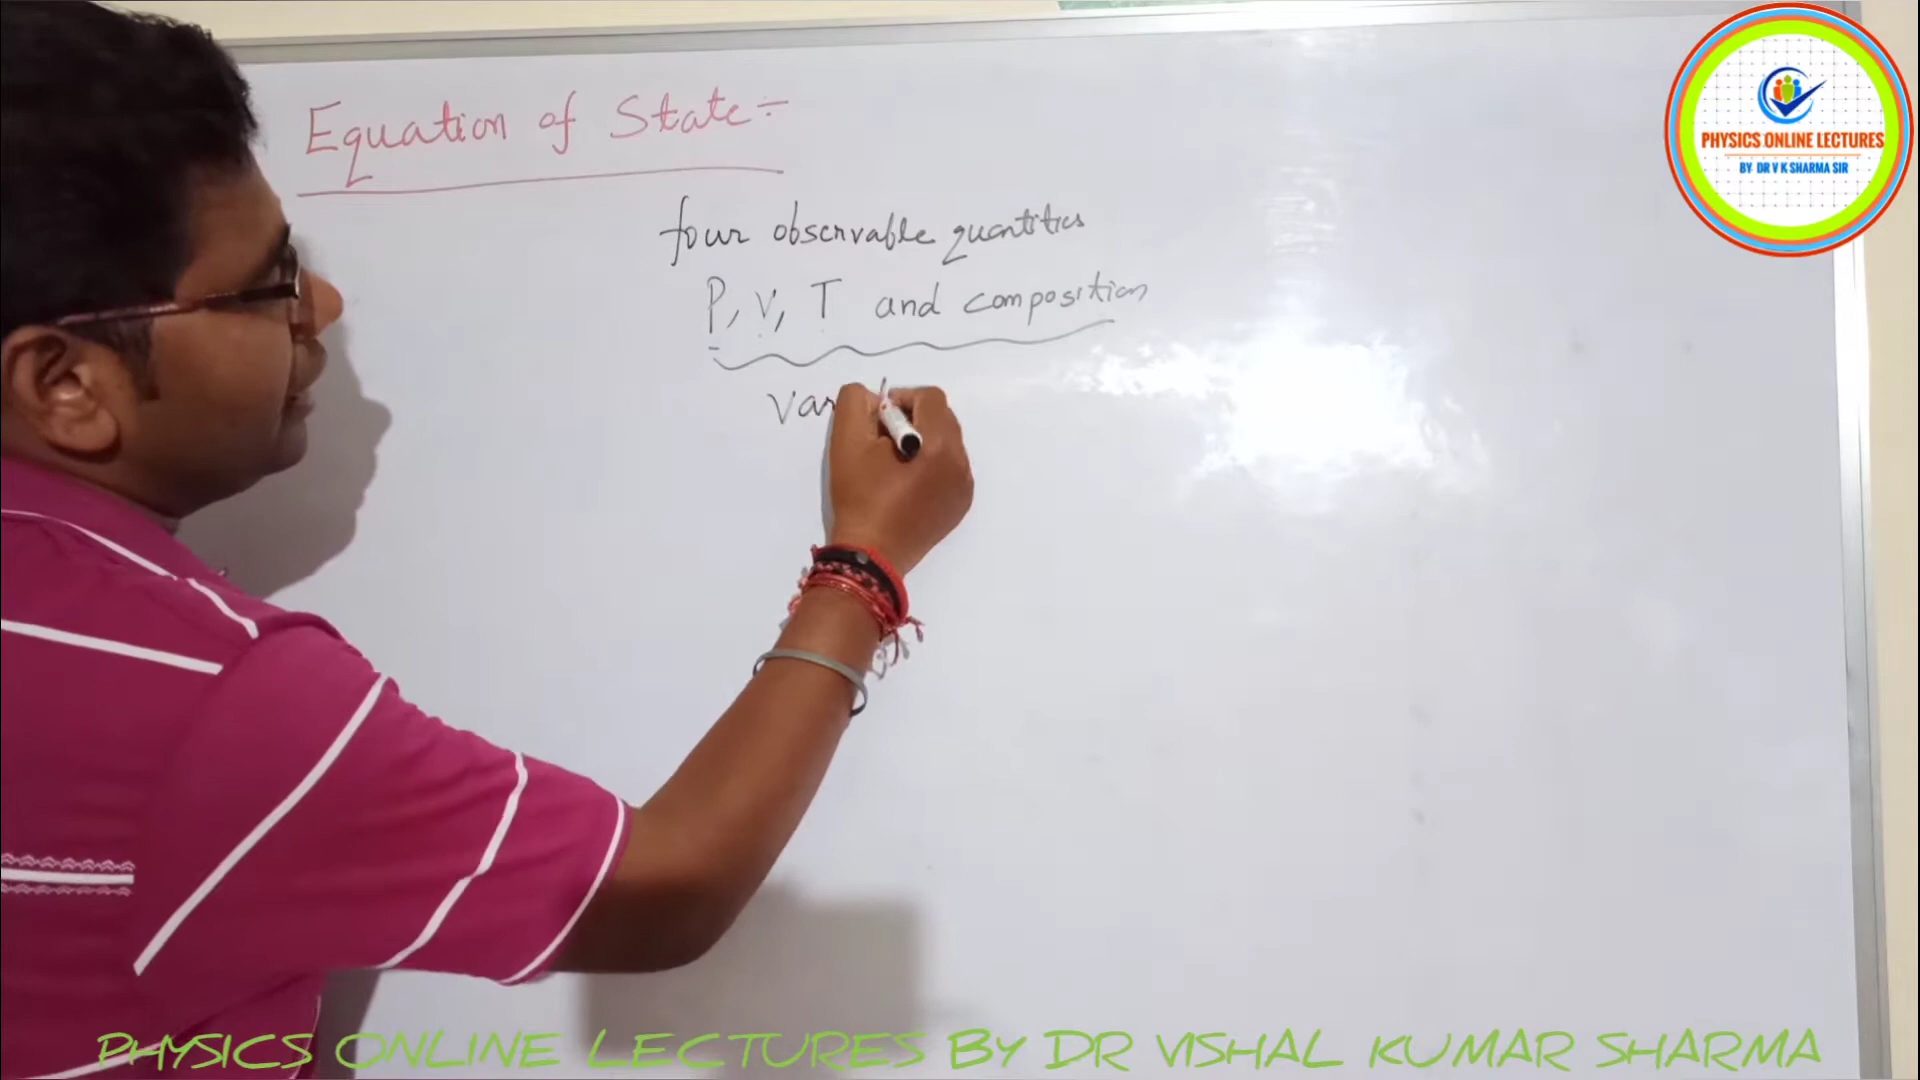 Equation of State:-
four observable quantities
P, V, T and composition
var
PHYSICS ONLINE LECTURES
BY DR V K SHARMA SIR
PHYSICS ONLINE LECTURES BY DR VISHAL KUMAR SHARMA